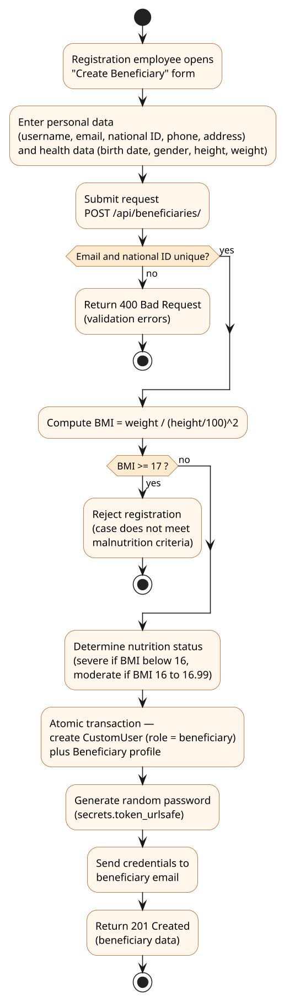 Registration employee opens
"Create Beneficiary" form
Enter personal data
(username, email, national ID, phone, address)
and health data (birth date, gender, height, weight)
Submit request
POST /api/beneficiaries/
Email and national ID unique?
yes
no
Return 400 Bad Request
(validation errors)
Compute BMI = weight / (height/100)^2
BMI >= 17 ?
no
yes
Reject registration
(case does not meet
malnutrition criteria)
Determine nutrition status
(severe if BMI below 16,
moderate if BMI 16 to 16.99)
Atomic transaction —
create CustomUser (role = beneficiary)
plus Beneficiary profile
Generate random password
(secrets.token_urlsafe)
Send credentials to
beneficiary email
Return 201 Created
(beneficiary data)